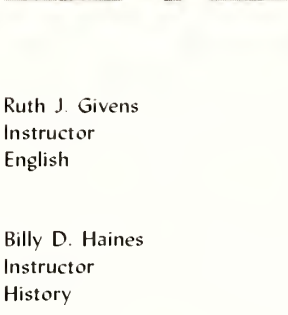 Ruth J. Givens
Instructor
English
Billy D. Haines
Instructor
History